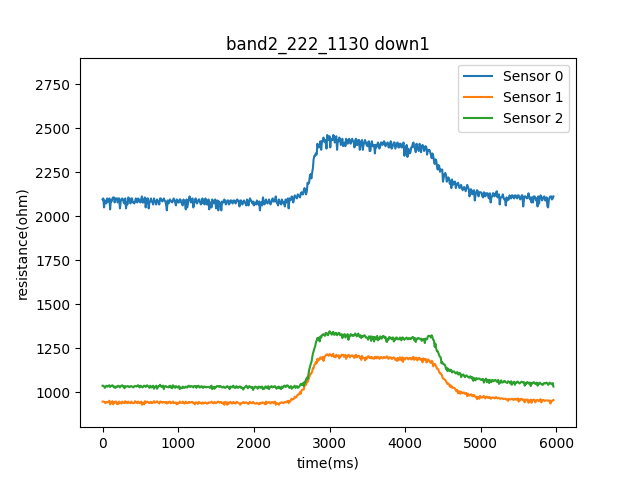 band2_222_1130 down1
Sensor 0
Sensor 1
Sensor 2
resistance(ohm)
2750
2500
2250
2000
1750
1500
1250
1000
0 1000 2000 3000 4000 5000 6000
time(ms)